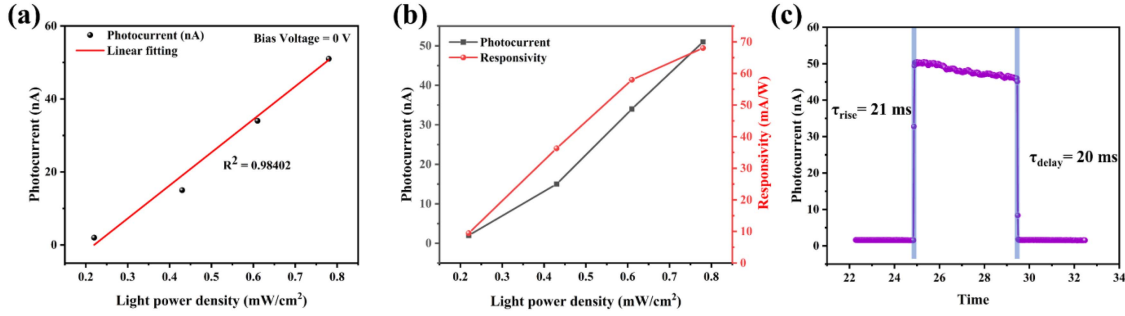 (a)
Photocurrent (nA)
Linear fitting
Bias Voltage = 0 V
R² = 0.98402
Photocurrent (nA)
60
40
20
0
0.2 0.3 0.4 0.5 0.6 0.7 0.8
Light power density (mW/cm²)
(b)
Photocurrent
Responsivity
Photocurrent (nA)
50
40
30
20
10
0
0.2 0.3 0.4 0.5 0.6 0.7 0.8
Light power density (mW/cm²)
70
60
50
40
30
20
10
0
Responsivity (mA/W)
(c)
τrise= 21 ms
τdelay= 20 ms
Photocurrent (nA)
60
50
40
30
20
10
0
22 24 26 28 30 32 34
Time